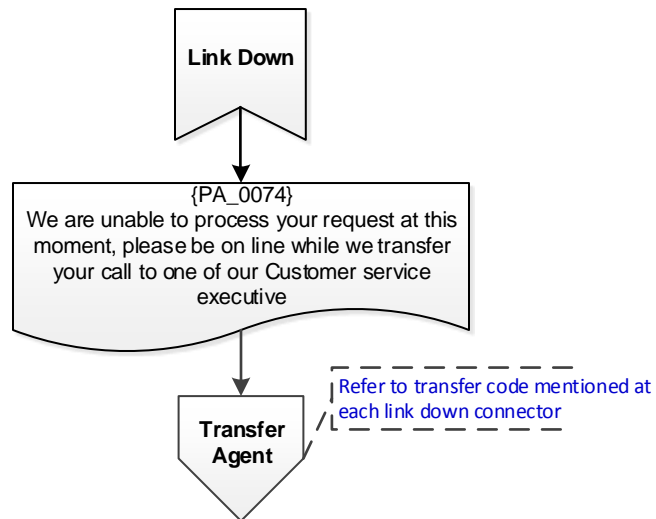 Link Down
{PA_0074}
We are unable to process your request at this
moment, please be on line while we transfer
your call to one of our Customer service
executive
Refer to transfer code mentioned at
each link down connector
Transfer
Agent